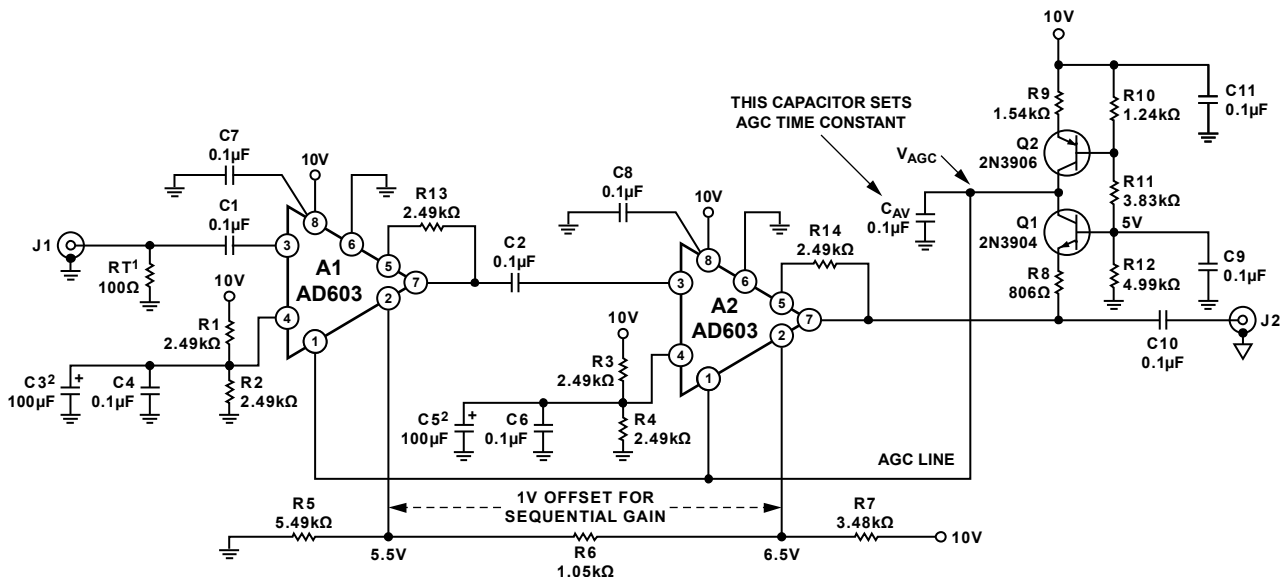 10V
THIS CAPACITOR SETS
AGC TIME CONSTANT
R9
1.54kΩ
R10
1.24kΩ
C11
0.1µF
Q2
2N3906
VAGC
CAV
0.1µF
R11
3.83kΩ
Q1
2N3904
5V
R8
806Ω
R12
4.99kΩ
C9
0.1µF
C7
0.1µF
10V
R13
2.49kΩ
C8
0.1µF
10V
R14
2.49kΩ
J1
C1
0.1µF
RT1
100Ω
8
6
3
5
A1
AD603
2
7
4
1
C2
0.1µF
8
6
3
5
A2
AD603
2
7
4
1
10V
R1
2.49kΩ
C32
100µF
+
C4
0.1µF
R2
2.49kΩ
10V
R3
2.49kΩ
C52
100µF
+
C6
0.1µF
R4
2.49kΩ
C10
0.1µF
J2
AGC LINE
R5
5.49kΩ
1V OFFSET FOR
SEQUENTIAL GAIN
R7
3.48kΩ
5.5V
R6
1.05kΩ
6.5V
10V